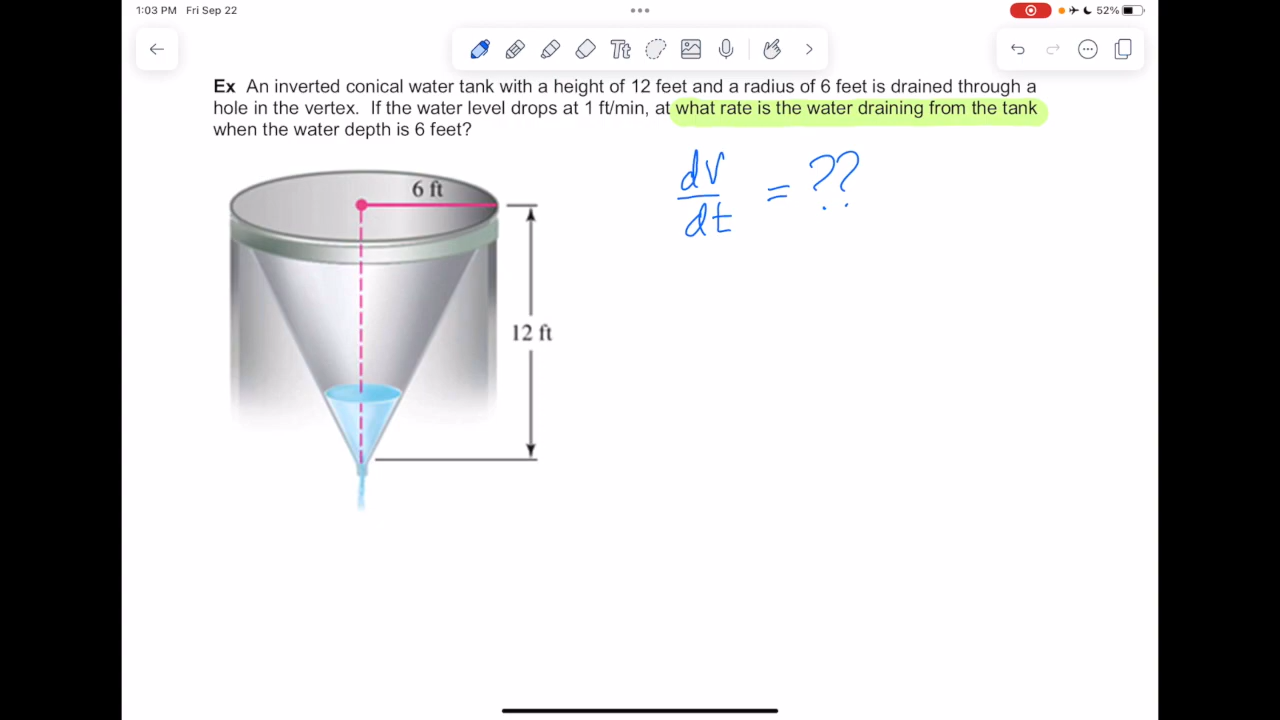 1:03 PM Fri Sep 22
52%
Tt
Ex An inverted conical water tank with a height of 12 feet and a radius of 6 feet is drained through a
hole in the vertex. If the water level drops at 1 ft/min, at what rate is the water draining from the tank
when the water depth is 6 feet?
dV
dt
= ??
6 ft
12 ft